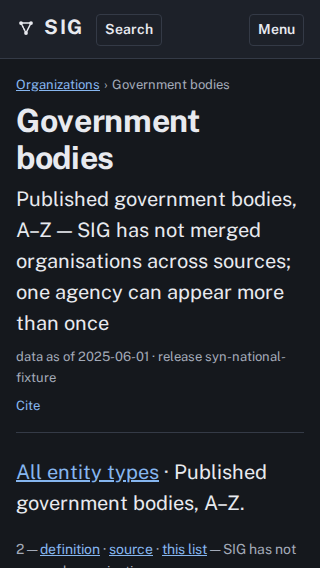 SIG Search Menu
Organizations › Government bodies
Government
bodies
Published government bodies,
A–Z — SIG has not merged
organisations across sources;
one agency can appear more
than once
data as of 2025-06-01 · release syn-national-
fixture
Cite
All entity types · Published
government bodies, A–Z.
2 — definition · source · this list — SIG has not